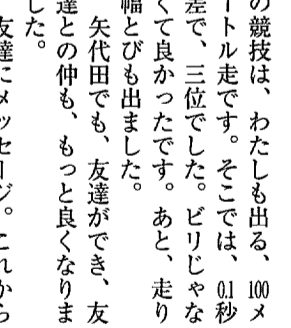 の競技は、わたしも出る、100メ
ートル走です。そこでは、0.1秒
差で、三位でした。ビリじゃな
くて良かったです。あと、走り
幅とびも出ました。
矢代田でも、友達ができ、友
達との仲も、もっと良くなりま
した。
友達にメッセージ。これから